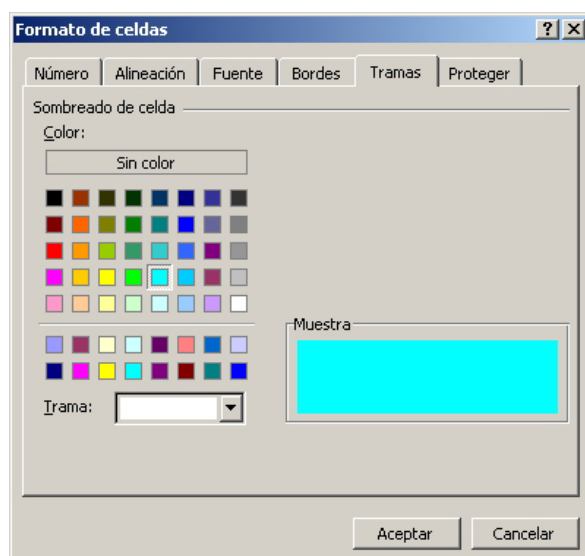 Formato de celdas
Número Alineación Fuente Bordes Tramas Proteger
Sombreado de celda
Color:
Sin color
Muestra
Trama:
Aceptar Cancelar